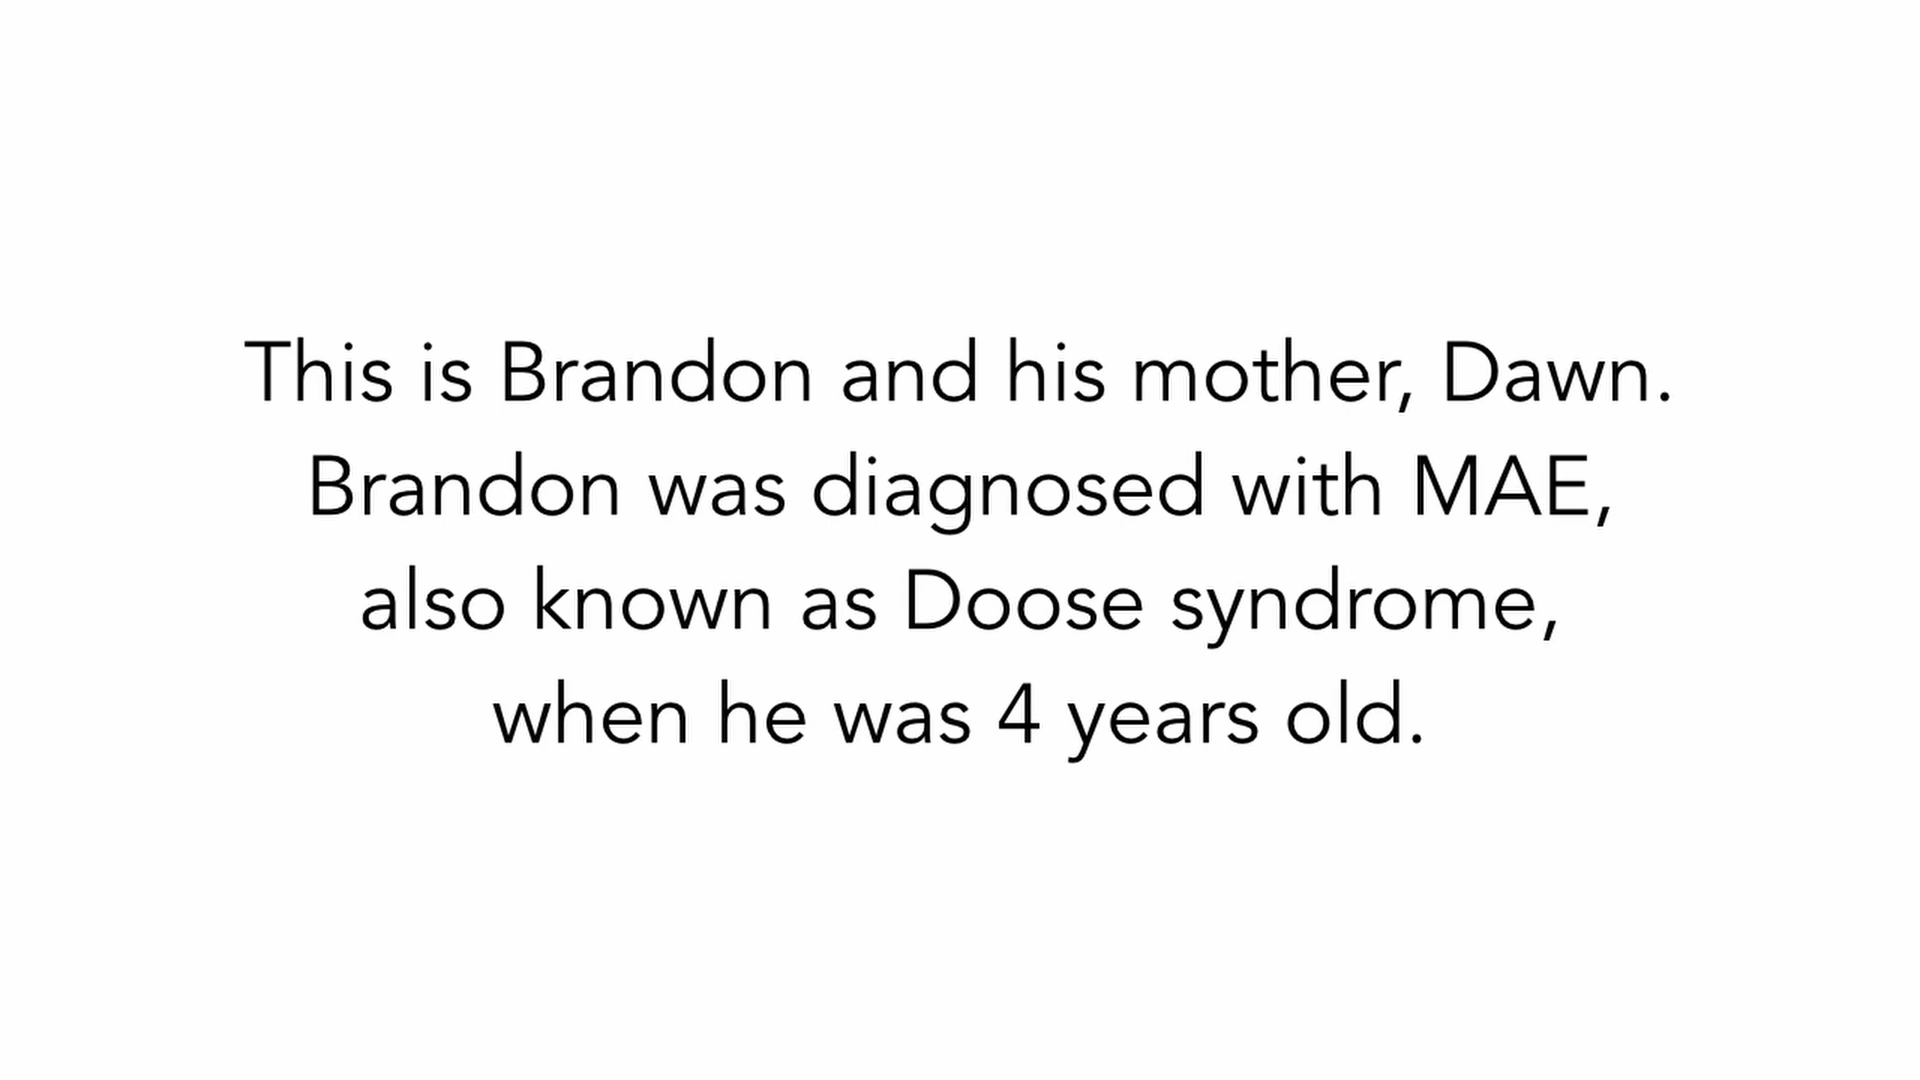 This is Brandon and his mother, Dawn.
Brandon was diagnosed with MAE,
also known as Doose syndrome,
when he was 4 years old.